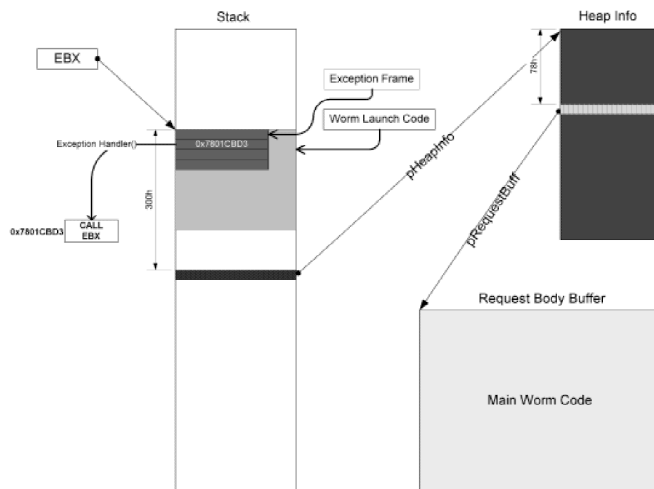 Stack
Heap Info
EBX
78h
Exception Frame
Worm Launch Code
Exception Handler()
0x7801CBD3
pHeapInfo
300h
pRequestBuff
0x7801CBD3
CALL
EBX
Request Body Buffer
Main Worm Code